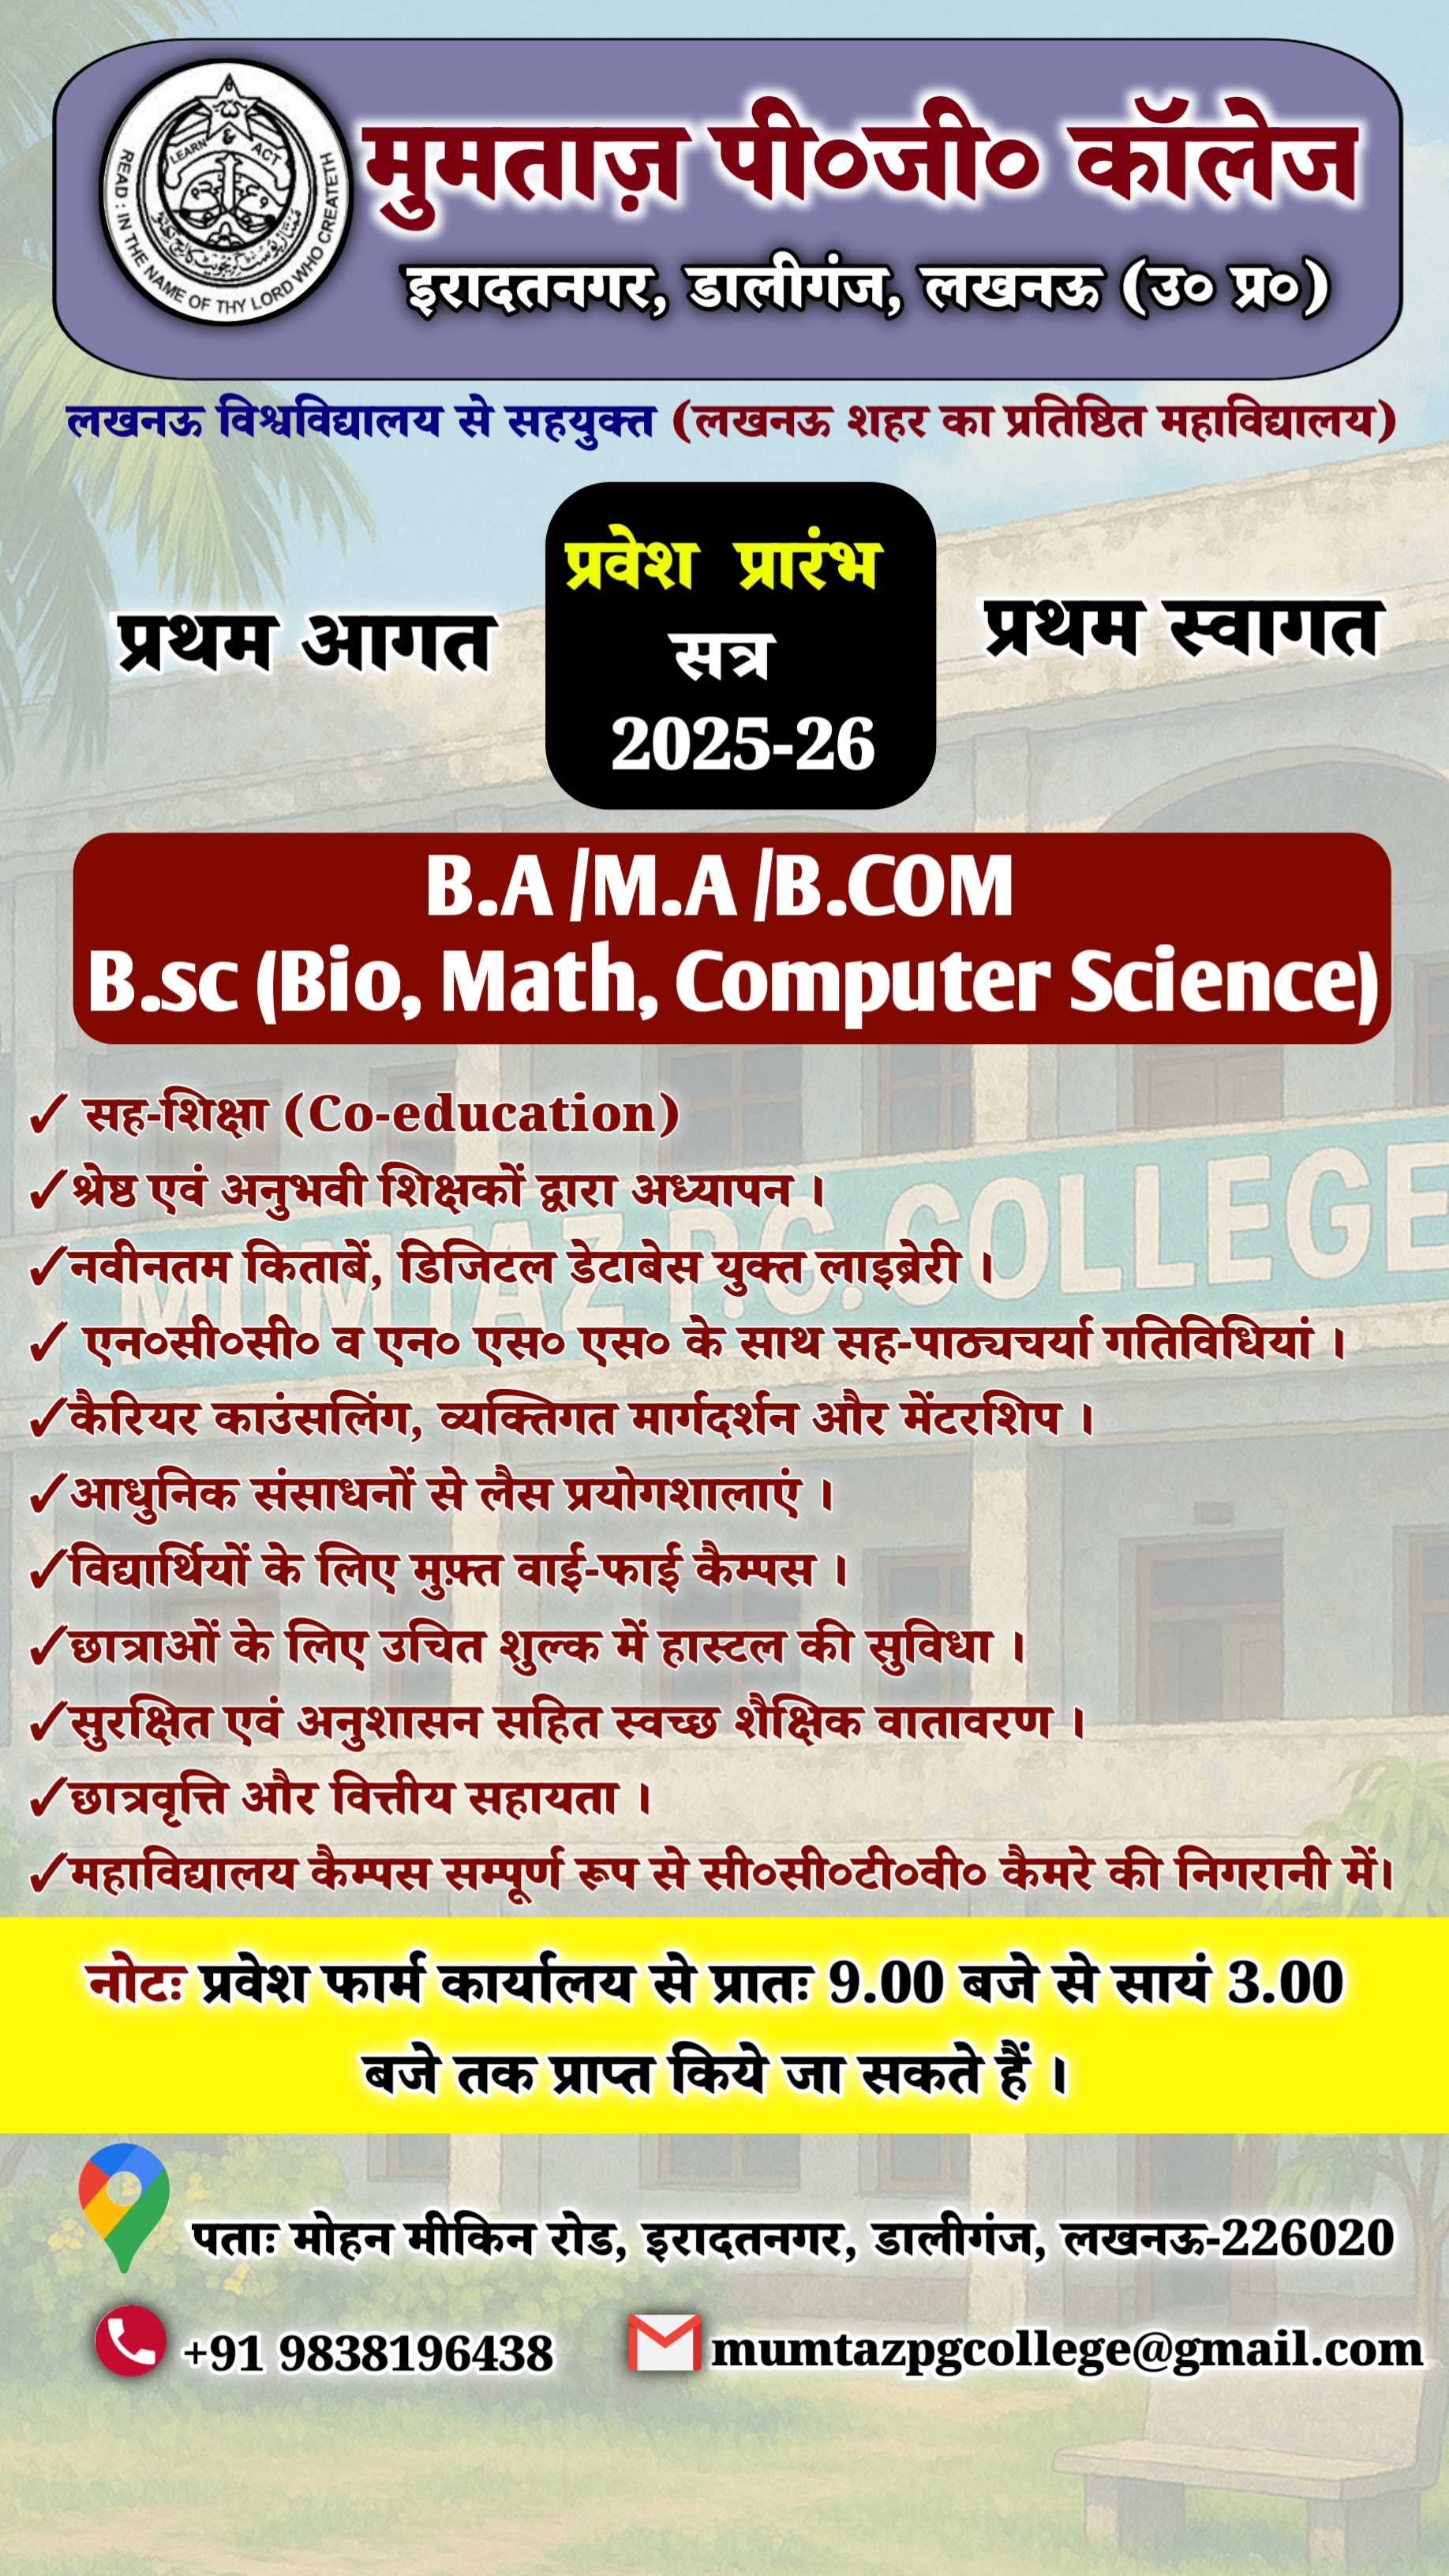 READ : IN THE NAME OF THY LORD WHO CREATETH
LEARN & ACT
मुमताज़ पी०जी० कॉलेज
इरादतनगर, डालीगंज, लखनऊ (उ० प्र०)
लखनऊ विश्वविद्यालय से सहयुक्त (लखनऊ शहर का प्रतिष्ठित महाविद्यालय)
प्रथम आगत
प्रवेश प्रारंभ
सत्र
2025-26
प्रथम स्वागत
B.A /M.A /B.COM
B.sc (Bio, Math, Computer Science)
✓ सह-शिक्षा (Co-education)
✓श्रेष्ठ एवं अनुभवी शिक्षकों द्वारा अध्यापन ।
✓नवीनतम किताबें, डिजिटल डेटाबेस युक्त लाइब्रेरी ।
✓ एन०सी०सी० व एन० एस० एस० के साथ सह-पाठ्यचर्या गतिविधियां ।
✓कैरियर काउंसलिंग, व्यक्तिगत मार्गदर्शन और मेंटरशिप ।
✓आधुनिक संसाधनों से लैस प्रयोगशालाएं ।
✓विद्यार्थियों के लिए मुफ़्त वाई-फाई कैम्पस ।
✓छात्राओं के लिए उचित शुल्क में हास्टल की सुविधा ।
✓सुरक्षित एवं अनुशासन सहित स्वच्छ शैक्षिक वातावरण ।
✓छात्रवृत्ति और वित्तीय सहायता ।
✓महाविद्यालय कैम्पस सम्पूर्ण रूप से सी०सी०टी०वी० कैमरे की निगरानी में।
MUMTAZ P.G. COLLEGE
नोटः प्रवेश फार्म कार्यालय से प्रातः 9.00 बजे से सायं 3.00
बजे तक प्राप्त किये जा सकते हैं ।
पताः मोहन मीकिन रोड, इरादतनगर, डालीगंज, लखनऊ-226020
+91 9838196438
mumtazpgcollege@gmail.com